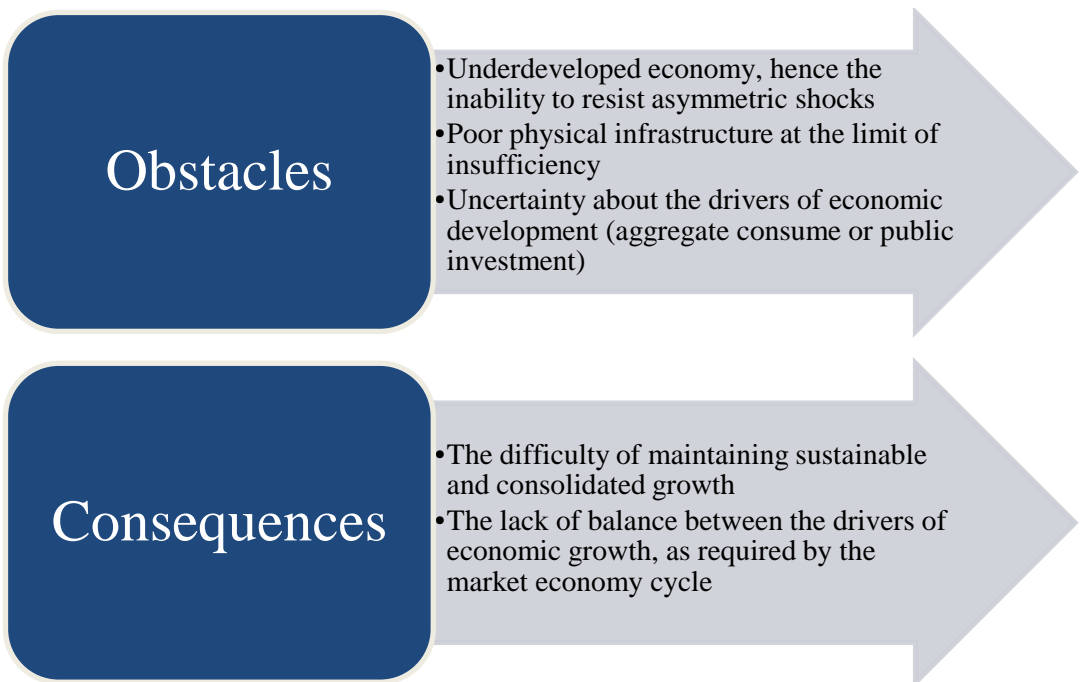 Obstacles
•Underdeveloped economy, hence the
inability to resist asymmetric shocks
•Poor physical infrastructure at the limit of
insufficiency
•Uncertainty about the drivers of economic
development (aggregate consume or public
investment)
Consequences
•The difficulty of maintaining sustainable
and consolidated growth
•The lack of balance between the drivers of
economic growth, as required by the
market economy cycle